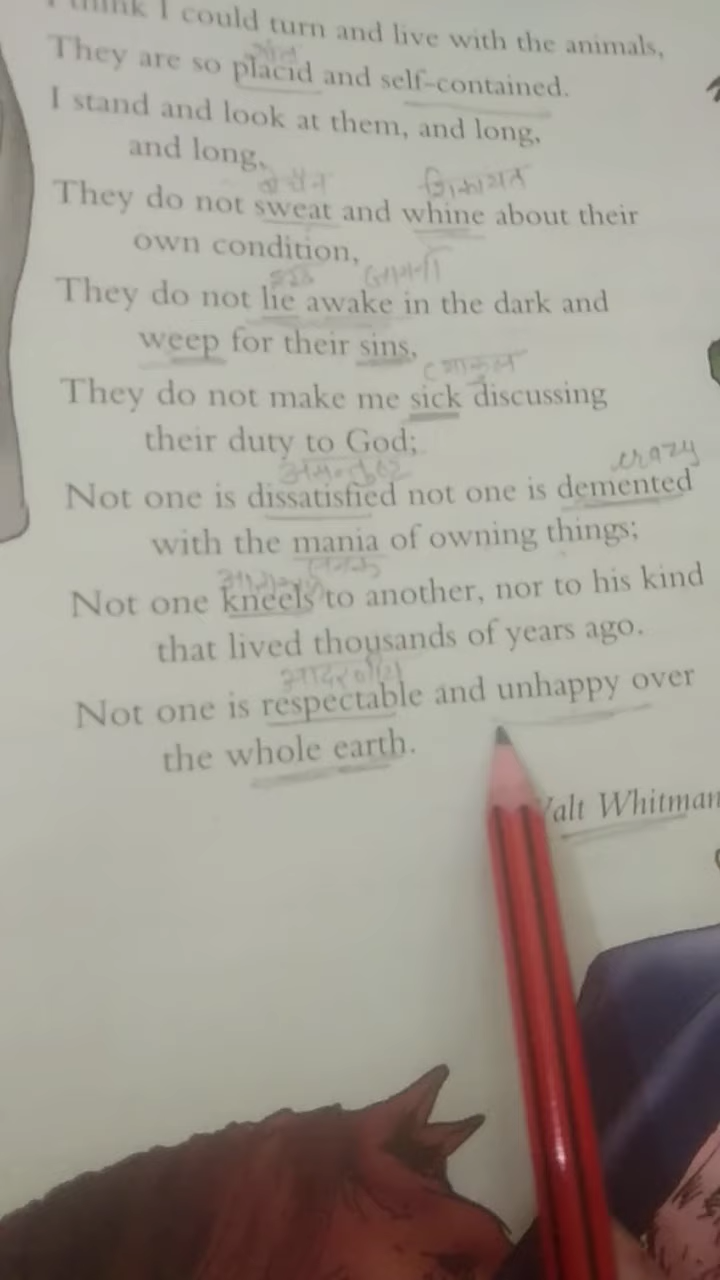 think I could turn and live with the animals,
शांत
They are so placid and self-contained.
I stand and look at them, and long,
and long,
बेचैन शिकायत
They do not sweat and whine about their
own condition,
They do not lie awake in the dark and
weep for their sins,
They do not make me sick discussing
their duty to God;
असन्तुष्ट crazy
Not one is dissatisfied not one is demented
with the mania of owning things;
Not one kneels to another, nor to his kind
that lived thousands of years ago.
आदरणीय
Not one is respectable and unhappy over
the whole earth.
Walt Whitman